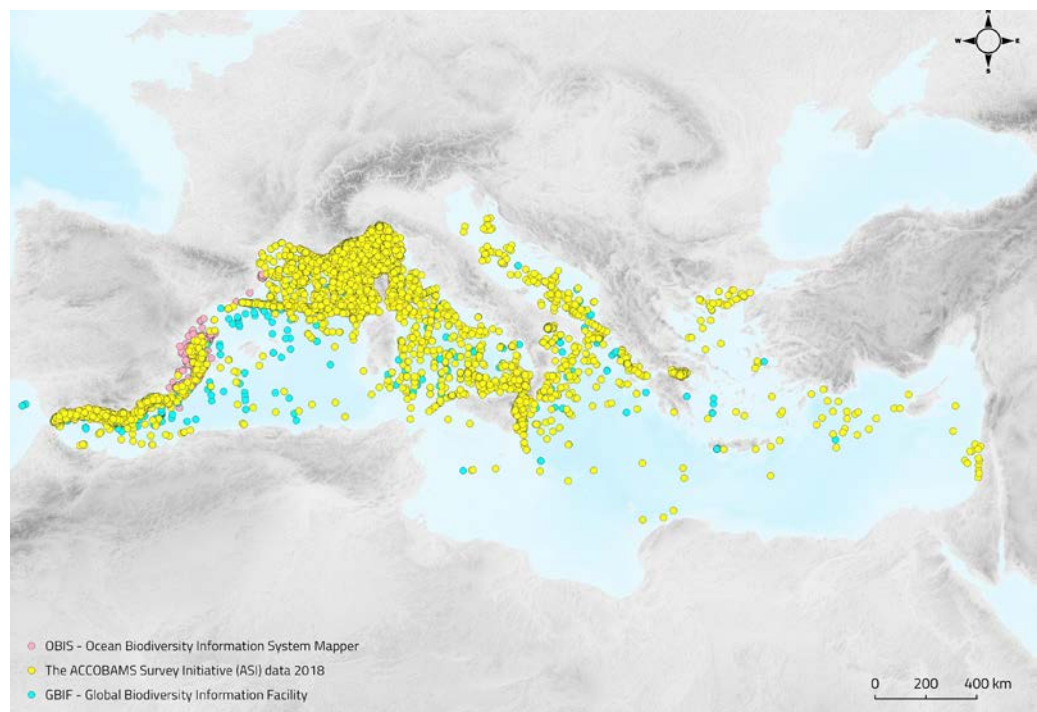 N
W E
S
OBIS - Ocean Biodiversity Information System Mapper
The ACCOBAMS Survey Initiative (ASI) data 2018
GBIF - Global Biodiversity Information Facility
0 200 400 km